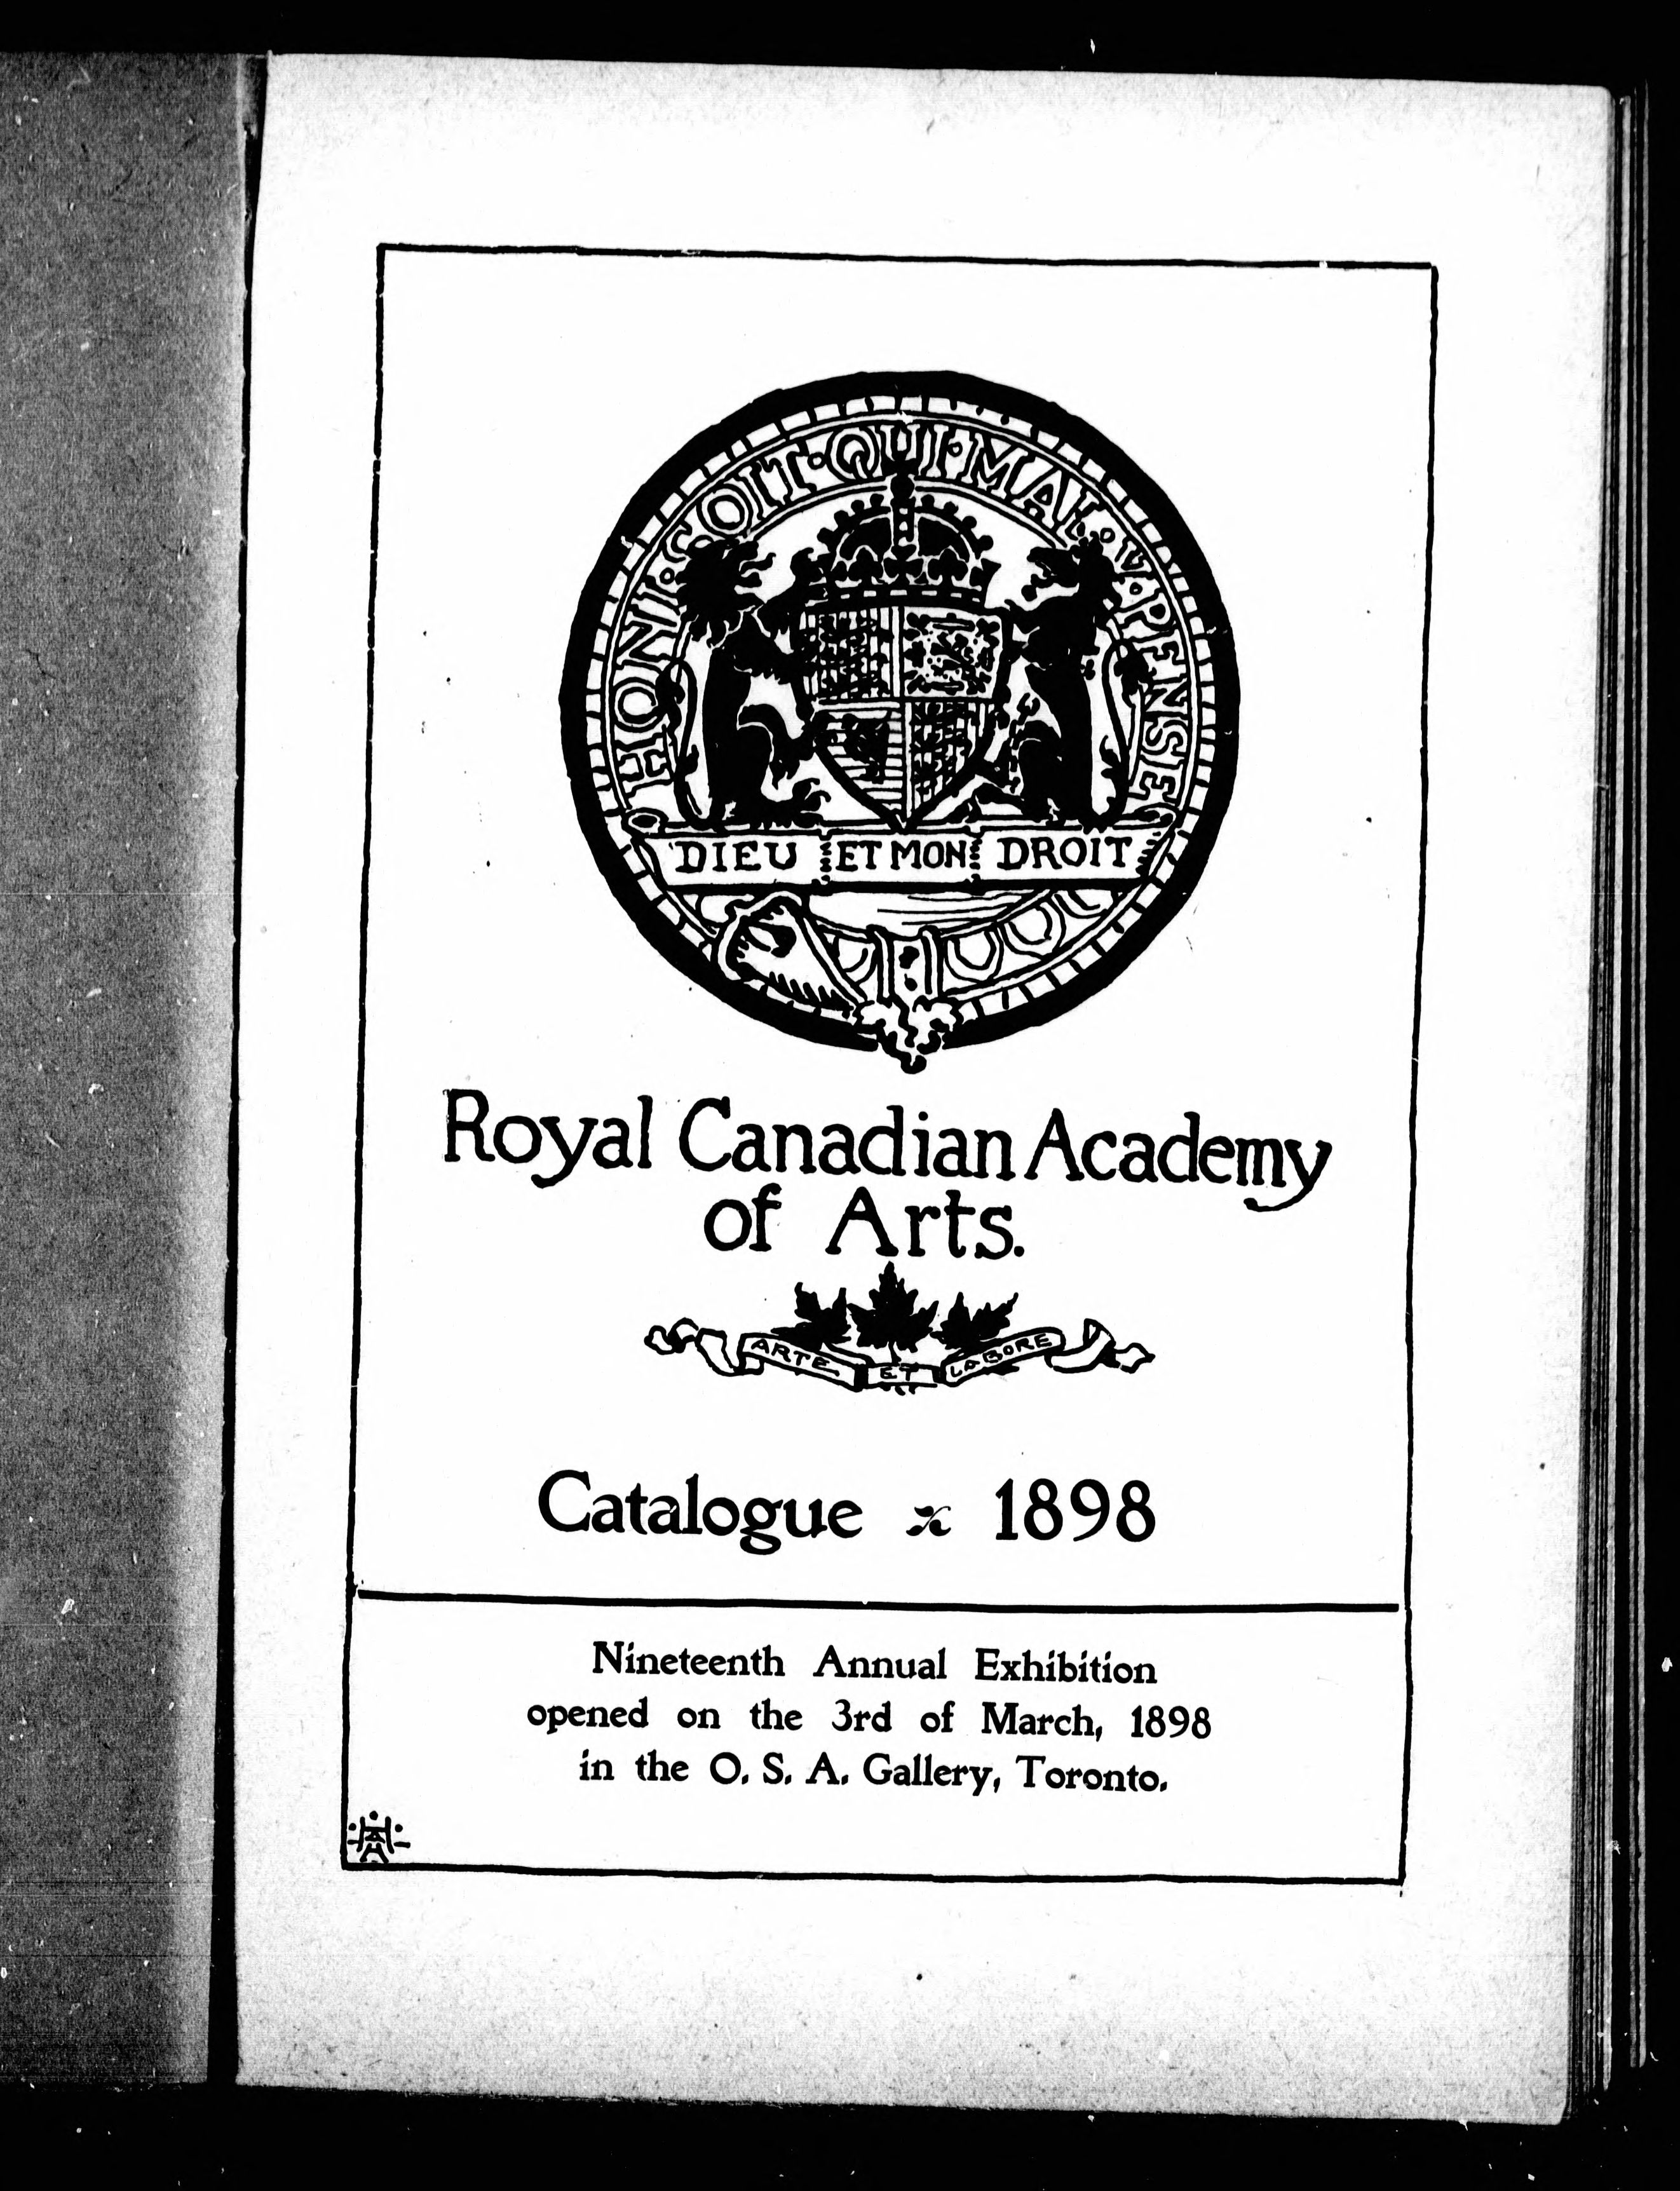 HONI·SOIT·QUI·MAL·Y·PENSE
DIEU ET MON DROIT
Royal Canadian Academy
of Arts.
ARTE ET LABORE
Catalogue x 1898
Nineteenth Annual Exhibition
opened on the 3rd of March, 1898
in the O. S. A. Gallery, Toronto.